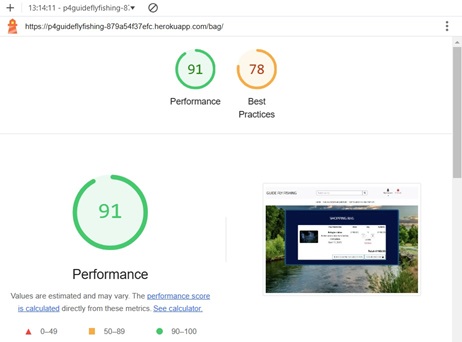 13:14:11 - p4guideflyfishing-87
https://p4guideflyfishing-879a54f37efc.herokuapp.com/bag/
91 78
Performance Best
Practices
91
Performance
Values are estimated and may vary. The performance score
is calculated directly from these metrics. See calculator.
0–49 50–89 90–100
GUIDE FLY FISHING
SHOPPING BAG